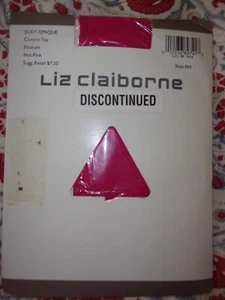 SILKY OPAQUE
Control Top
Medium
Hot Pink
Sugg. Retail $7.50
Liz claiborne
DISCONTINUED